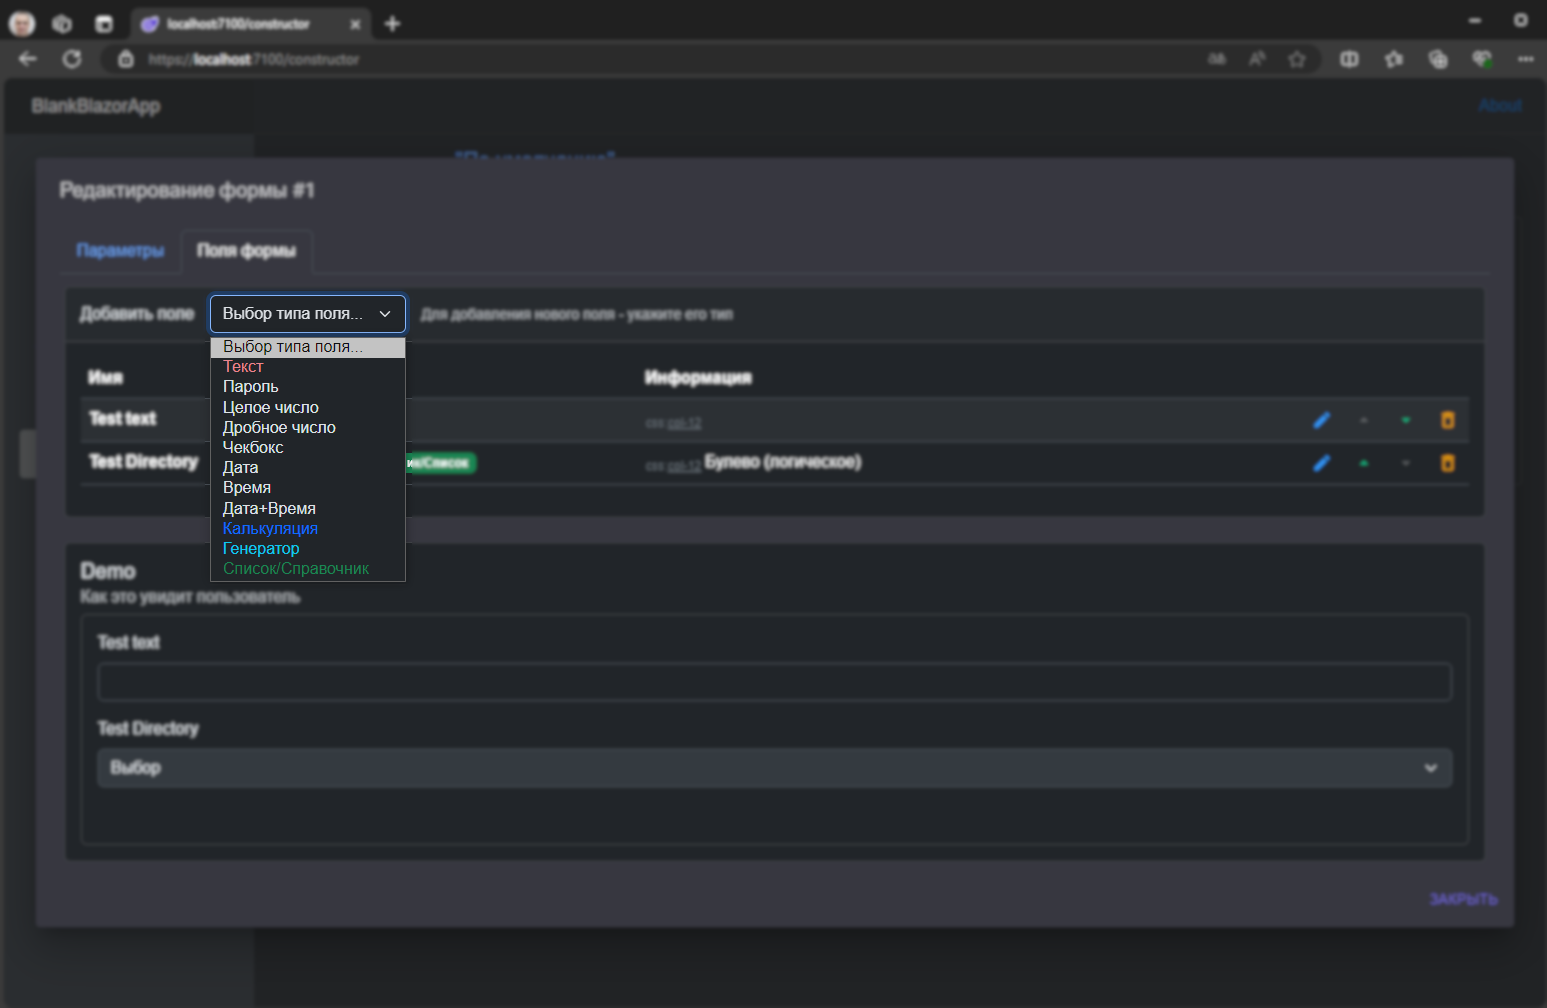 localhost:7100/constructor
https://localhost:7100/constructor
BlankBlazorApp
About
"По умолчанию"
Редактирование формы #1
Параметры
Поля формы
Добавить поле
Выбор типа поля...
Для добавления нового поля - укажите его тип
Выбор типа поля...
Текст
Пароль
Целое число
Дробное число
Чекбокс
Дата
Время
Дата+Время
Калькуляция
Генератор
Список/Справочник
Имя
Информация
Test text
css: col-12
Test Directory
ик/Список
css: col-12 Булево (логическое)
Demo
Как это увидит пользователь
Test text
Test Directory
Выбор
ЗАКРЫТЬ